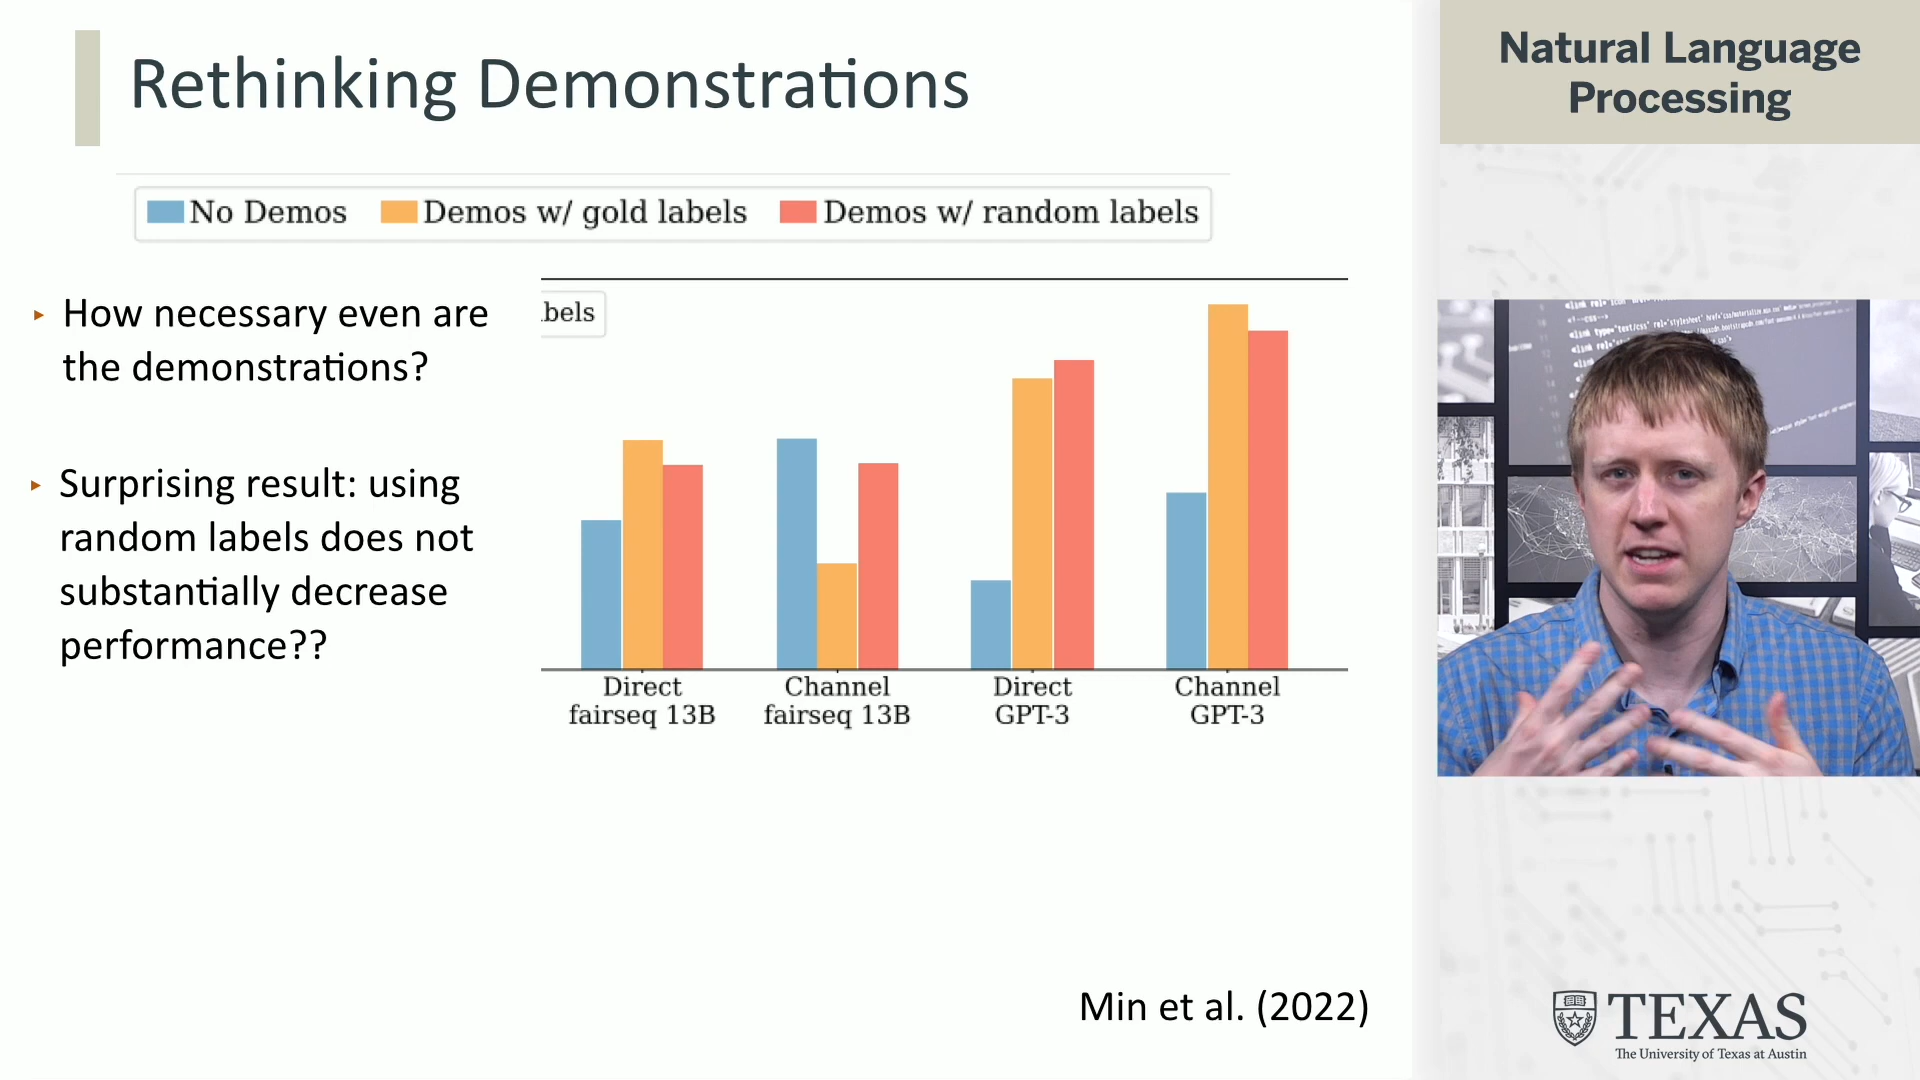 Rethinking Demonstrations
No Demos
Demos w/ gold labels
Demos w/ random labels
‣ How necessary even are
the demonstrations?
‣ Surprising result: using
random labels does not
substantially decrease
performance??
bels
Direct
fairseq 13B
Channel
fairseq 13B
Direct
GPT-3
Channel
GPT-3
Min et al. (2022)
Natural Language
Processing
TEXAS
The University of Texas at Austin